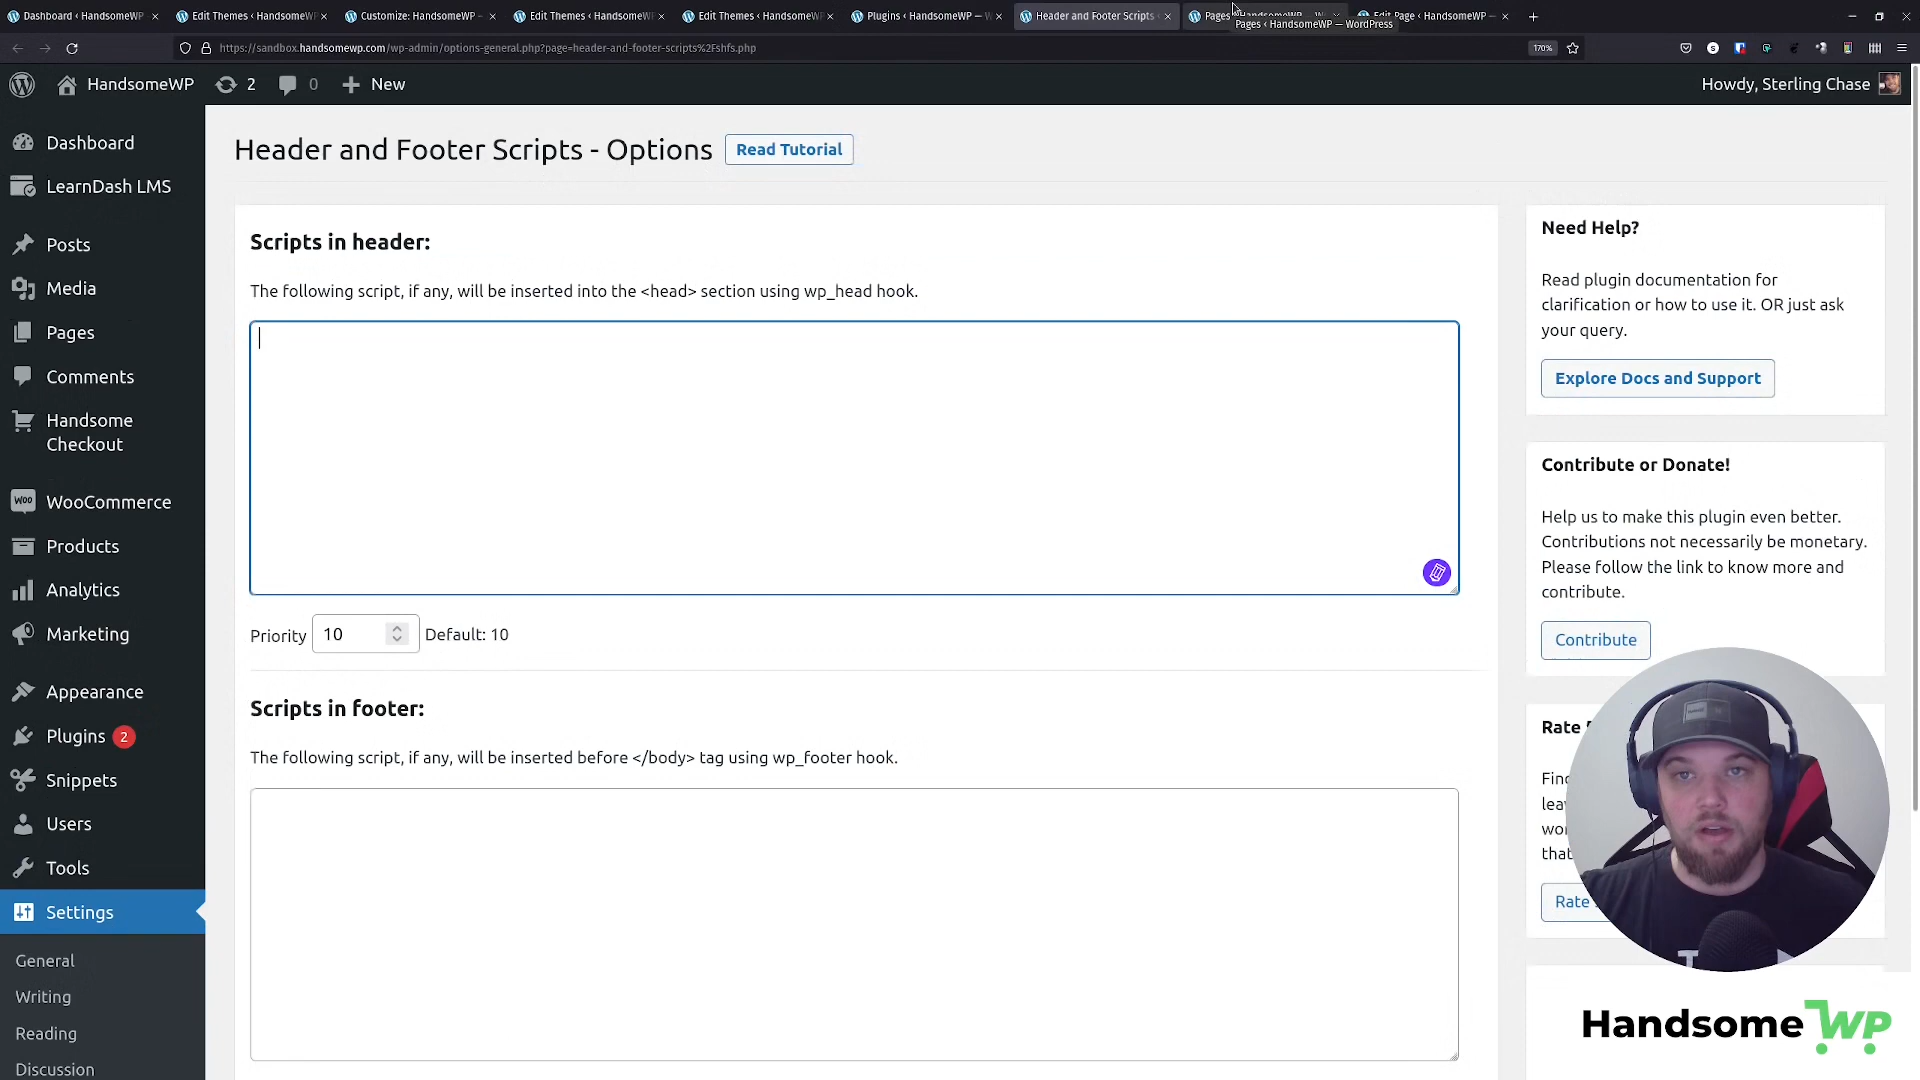 Dashboard ‹ HandsomeWP
Edit Themes ‹ HandsomeWP
Customize: HandsomeWP –
Edit Themes ‹ HandsomeWP
Edit Themes ‹ HandsomeWP
Plugins ‹ HandsomeWP — W
Header and Footer Scripts
Pages ‹ HandsomeWP — W
Edit Page ‹ HandsomeWP —
Pages ‹ HandsomeWP — WordPress
https://sandbox.handsomewp.com/wp-admin/options-general.php?page=header-and-footer-scripts%2Fshfs.php
170%
HandsomeWP
2
0
New
Howdy, Sterling Chase
Dashboard
LearnDash LMS
Posts
Media
Pages
Comments
Handsome
Checkout
WooCommerce
Products
Analytics
Marketing
Appearance
Plugins 2
Snippets
Users
Tools
Settings
General
Writing
Reading
Discussion
Header and Footer Scripts - Options
Read Tutorial
Scripts in header:
The following script, if any, will be inserted into the <head> section using wp_head hook.
Priority 10 Default: 10
Scripts in footer:
The following script, if any, will be inserted before </body> tag using wp_footer hook.
Need Help?
Read plugin documentation for
clarification or how to use it. OR just ask
your query.
Explore Docs and Support
Contribute or Donate!
Help us to make this plugin even better.
Contributions not necessarily be monetary.
Please follow the link to know more and
contribute.
Contribute
Rate
Rate
HandsomeWP